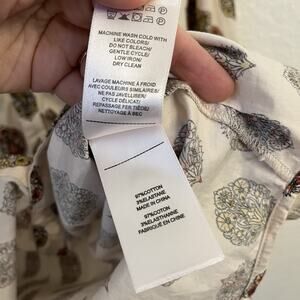 MACHINE WASH COLD WITH
LIKE COLORS/
DO NOT BLEACH/
GENTLE CYCLE/
LOW IRON/
DRY CLEAN
LAVAGE MACHINE À FROID
AVEC COULEURS SIMILAIRES/
NE PAS JAVELLISER/
CYCLE DÉLICAT/
REPASSAGE FER TIÈDE/
NETTOYAGE À SEC
97%COTTON
3%ELASTANE
MADE IN CHINA
97%COTON
3%ÉLASTHANNE
FABRIQUÉ EN CHINE